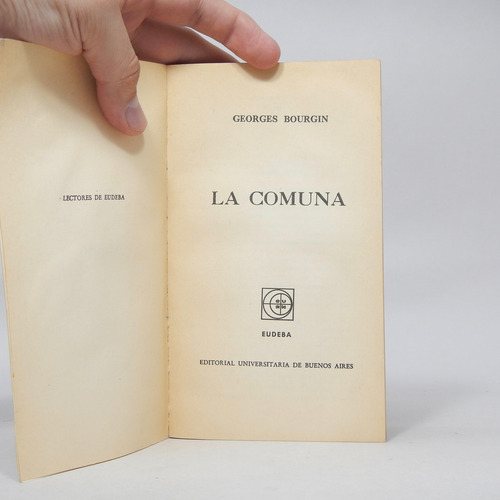 LECTORES DE EUDEBA
GEORGES BOURGIN
LA COMUNA
EUDEBA
EDITORIAL UNIVERSITARIA DE BUENOS AIRES